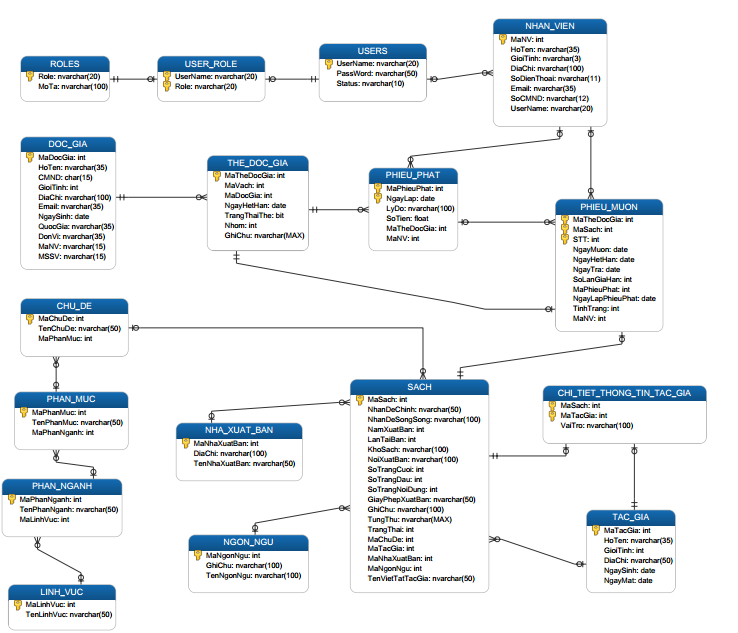 ROLES
Role: nvarchar(20)
MoTa: nvarchar(100)
USER_ROLE
UserName: nvarchar(20)
Role: nvarchar(20)
USERS
UserName: nvarchar(20)
PassWord: nvarchar(50)
Status: nvarchar(10)
NHAN_VIEN
MaNV: int
HoTen: nvarchar(35)
GioiTinh: nvarchar(3)
DiaChi: nvarchar(100)
SoDienThoai: nvarchar(11)
Email: nvarchar(35)
SoCMND: nvarchar(12)
UserName: nvarchar(20)
DOC_GIA
MaDocGia: int
HoTen: nvarchar(35)
CMND: char(15)
GioiTinh: int
DiaChi: nvarchar(100)
Email: nvarchar(35)
NgaySinh: date
QuocGia: nvarchar(35)
DonVi: nvarchar(35)
MaNV: nvarchar(15)
MSSV: nvarchar(15)
THE_DOC_GIA
MaTheDocGia: int
MaVach: int
MaDocGia: int
NgayHetHan: date
TrangThaiThe: bit
Nhom: int
GhiChu: nvarchar(MAX)
PHIEU_PHAT
MaPhieuPhat: int
NgayLap: date
LyDo: nvarchar(100)
SoTien: float
MaTheDocGia: int
MaNV: int
PHIEU_MUON
MaTheDocGia: int
MaSach: int
STT: int
NgayMuon: date
NgayHetHan: date
NgayTra: date
SoLanGiaHan: int
MaPhieuPhat: int
NgayLapPhieuPhat: date
TinhTrang: int
MaNV: int
CHU_DE
MaChuDe: int
TenChuDe: nvarchar(50)
MaPhanMuc: int
PHAN_MUC
MaPhanMuc: int
TenPhanMuc: nvarchar(50)
MaPhanNganh: int
PHAN_NGANH
MaPhanNganh: int
TenPhanNganh: nvarchar(50)
MaLinhVuc: int
LINH_VUC
MaLinhVuc: int
TenLinhVuc: nvarchar(50)
NHA_XUAT_BAN
MaNhaXuatBan: int
DiaChi: nvarchar(100)
TenNhaXuatBan: nvarchar(50)
NGON_NGU
MaNgonNgu: int
GhiChu: nvarchar(100)
TenNgonNgu: nvarchar(100)
SACH
MaSach: int
NhanDeChinh: nvarchar(50)
NhanDeSongSong: nvarchar(100)
NamXuatBan: int
LanTaiBan: int
KhoSach: nvarchar(100)
NoiXuatBan: nvarchar(100)
SoTrangCuoi: int
SoTrangDau: int
SoTrangNoiDung: int
GiayPhepXuatBan: nvarchar(50)
GhiChu: nvarchar(100)
TungThu: nvarchar(MAX)
TrangThai: int
MaChuDe: int
MaTacGia: int
MaNhaXuatBan: int
MaNgonNgu: int
TenVietTatTacGia: nvarchar(50)
CHI_TIET_THONG_TIN_TAC_GIA
MaSach: int
MaTacGia: int
VaiTro: nvarchar(100)
TAC_GIA
MaTacGia: int
HoTen: nvarchar(35)
GioiTinh: int
DiaChi: nvarchar(50)
NgaySinh: date
NgayMat: date